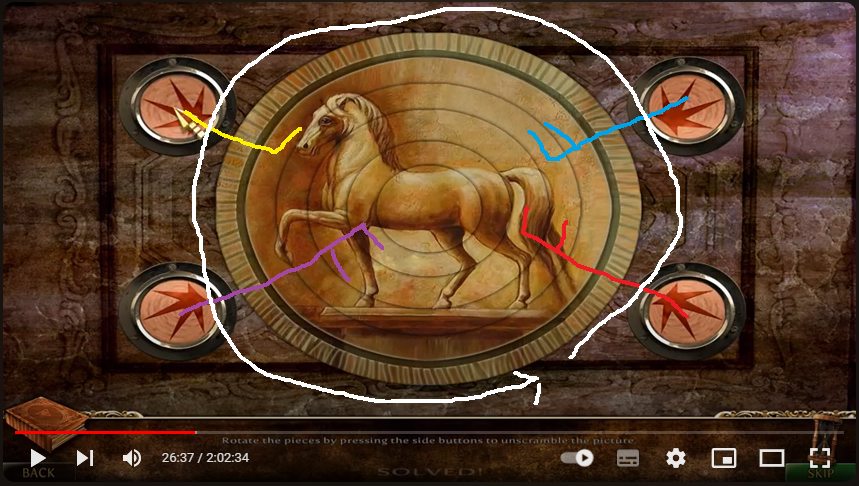 Rotate the pieces by pressing the side buttons to unscramble the picture.
26:37 / 2:02:34
BACK
SOLVED!
SKIP